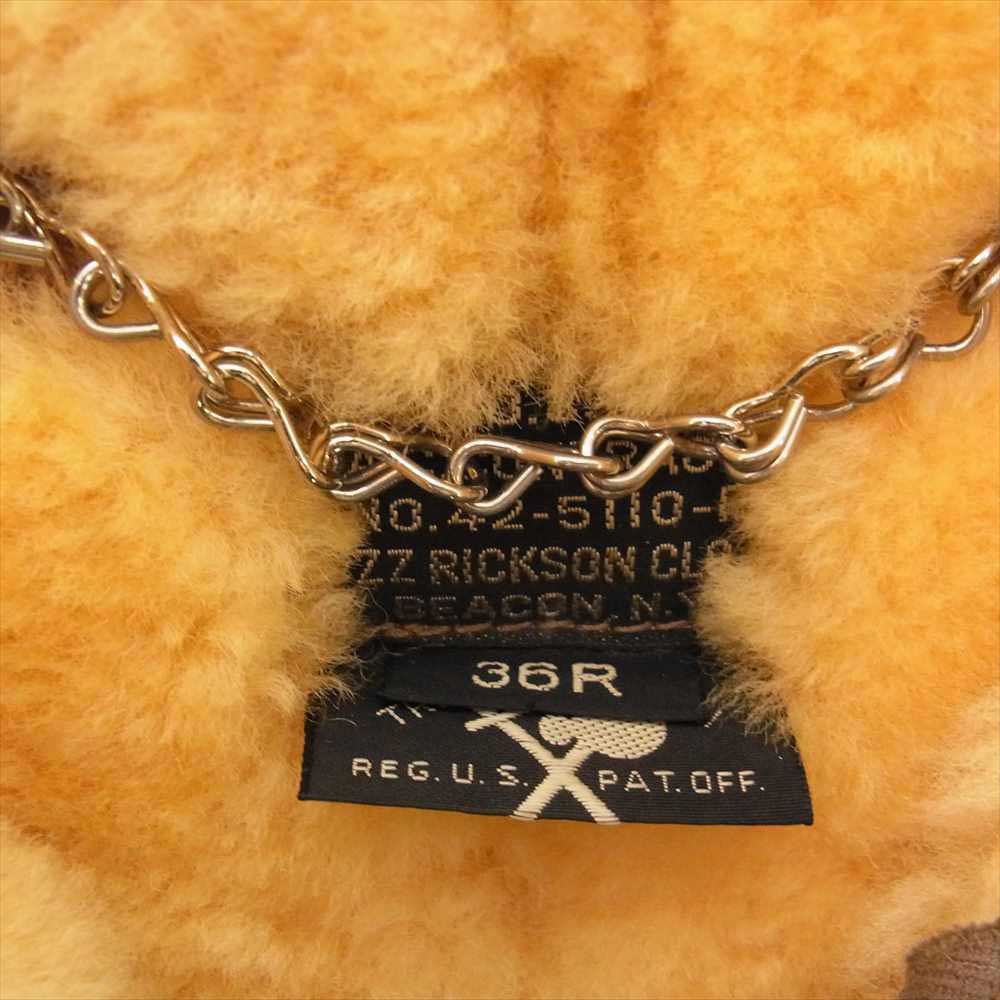 NO. 42-5110-
ZZ RICKSON CL
BEACON, N.Y
36R
REG. U.S. PAT. OFF.